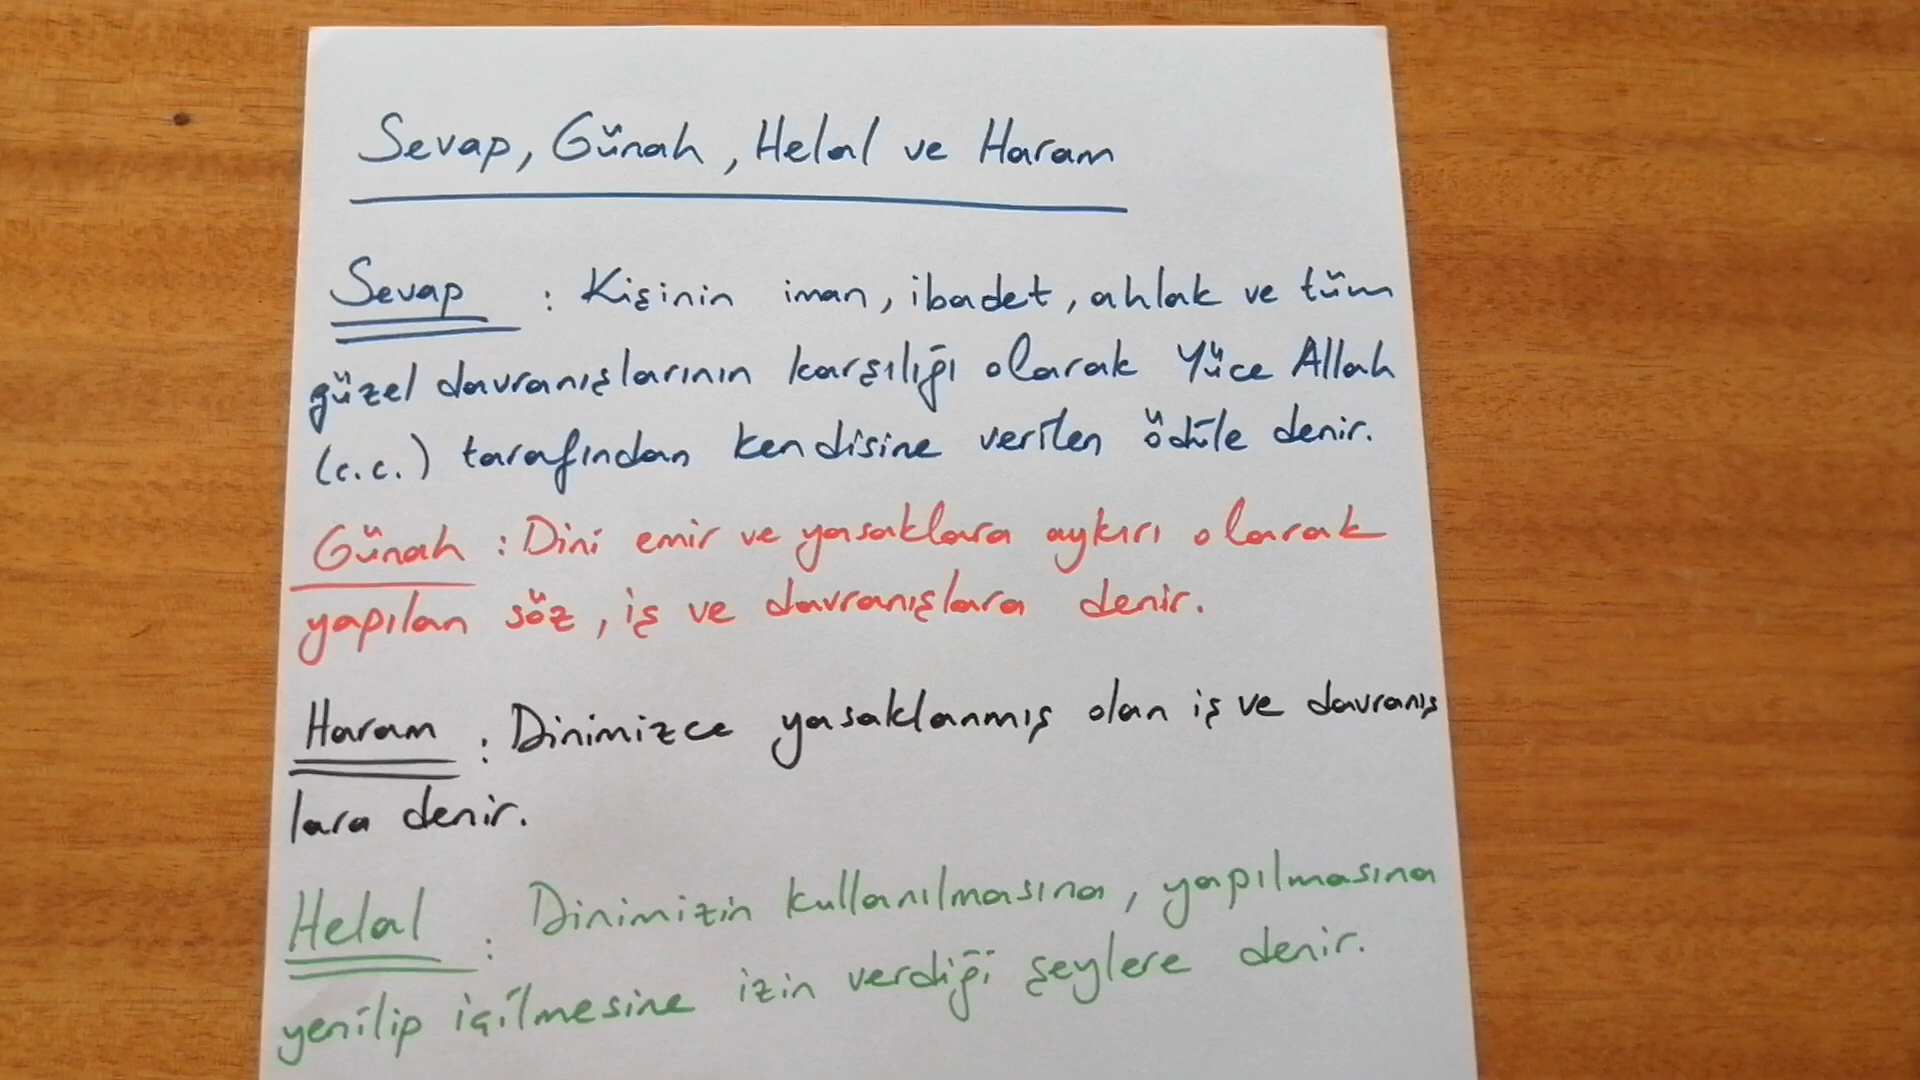 Sevap, Günah, Helal ve Haram
Sevap : Kişinin iman, ibadet, ahlak ve tüm
güzel davranışlarının karşılığı olarak Yüce Allah
(c.c.) tarafından kendisine verilen ödüle denir.
Günah : Dini emir ve yasaklara aykırı olarak
yapılan söz, iş ve davranışlara denir.
Haram : Dinimizce yasaklanmış olan iş ve davranış
lara denir.
Helal : Dinimizin kullanılmasına, yapılmasına
yenilip içilmesine izin verdiği şeylere denir.